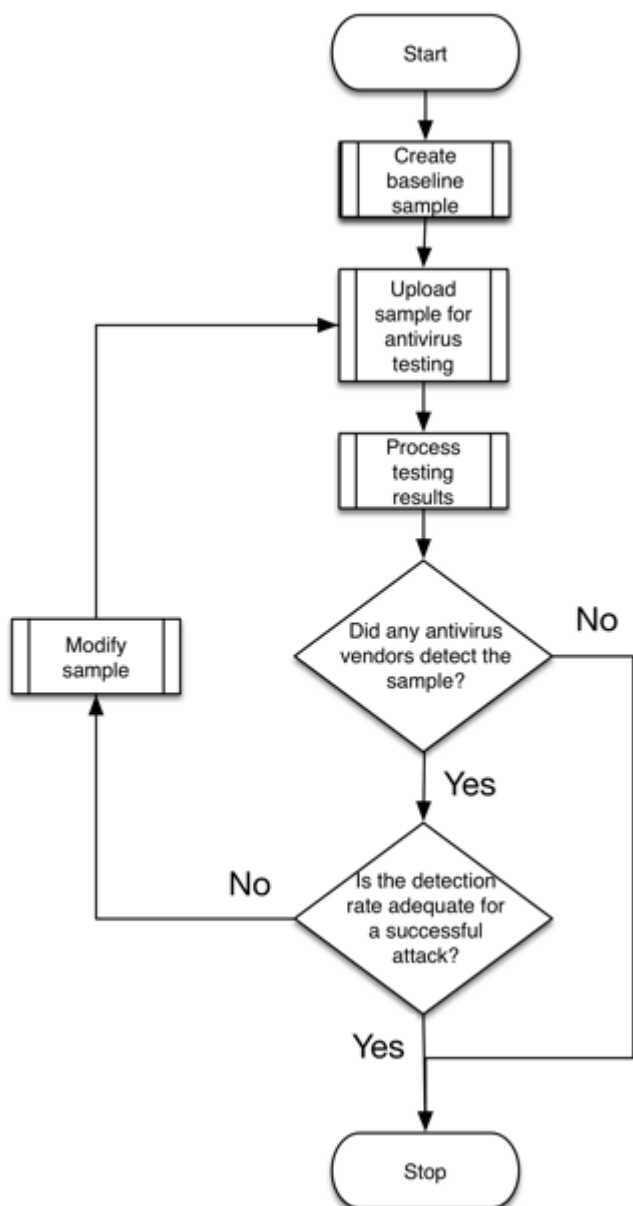 Start
Create
baseline
sample
Upload
sample for
antivirus
testing
Process
testing
results
Did any antivirus
vendors detect the
sample?
No
Modify
sample
Yes
Is the detection
rate adequate for
a successful
attack?
No
Yes
Stop